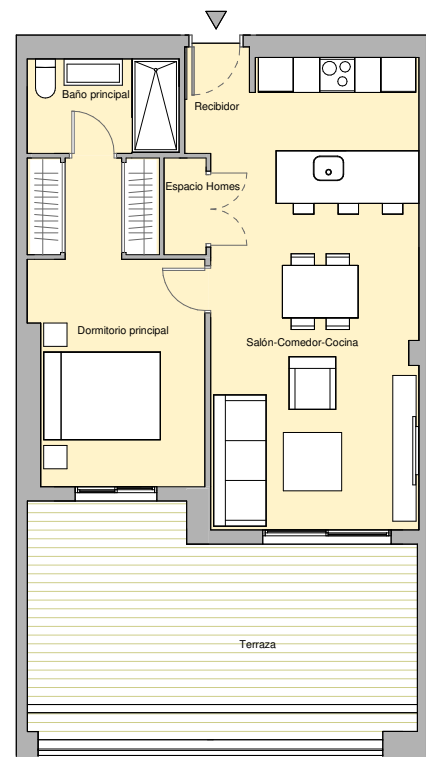 Baño principal
Recibidor
Espacio Homes
Dormitorio principal
Salón-Comedor-Cocina
Terraza